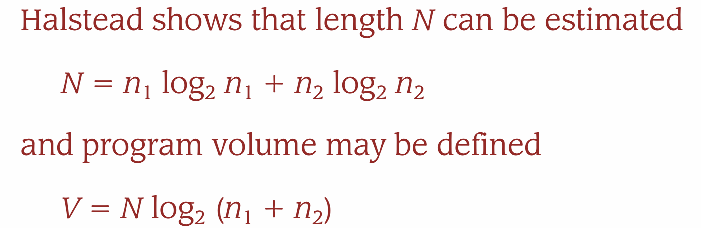 Halstead shows that length N can be estimated
N = n₁ log₂ n₁ + n₂ log₂ n₂
and program volume may be defined
V = N log₂ (n₁ + n₂)